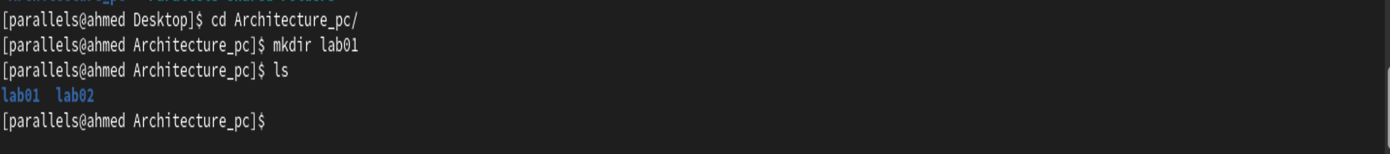 [parallels@ahmed Desktop]$ cd Architecture_pc/
[parallels@ahmed Architecture_pc]$ mkdir lab01
[parallels@ahmed Architecture_pc]$ ls
lab01  lab02
[parallels@ahmed Architecture_pc]$